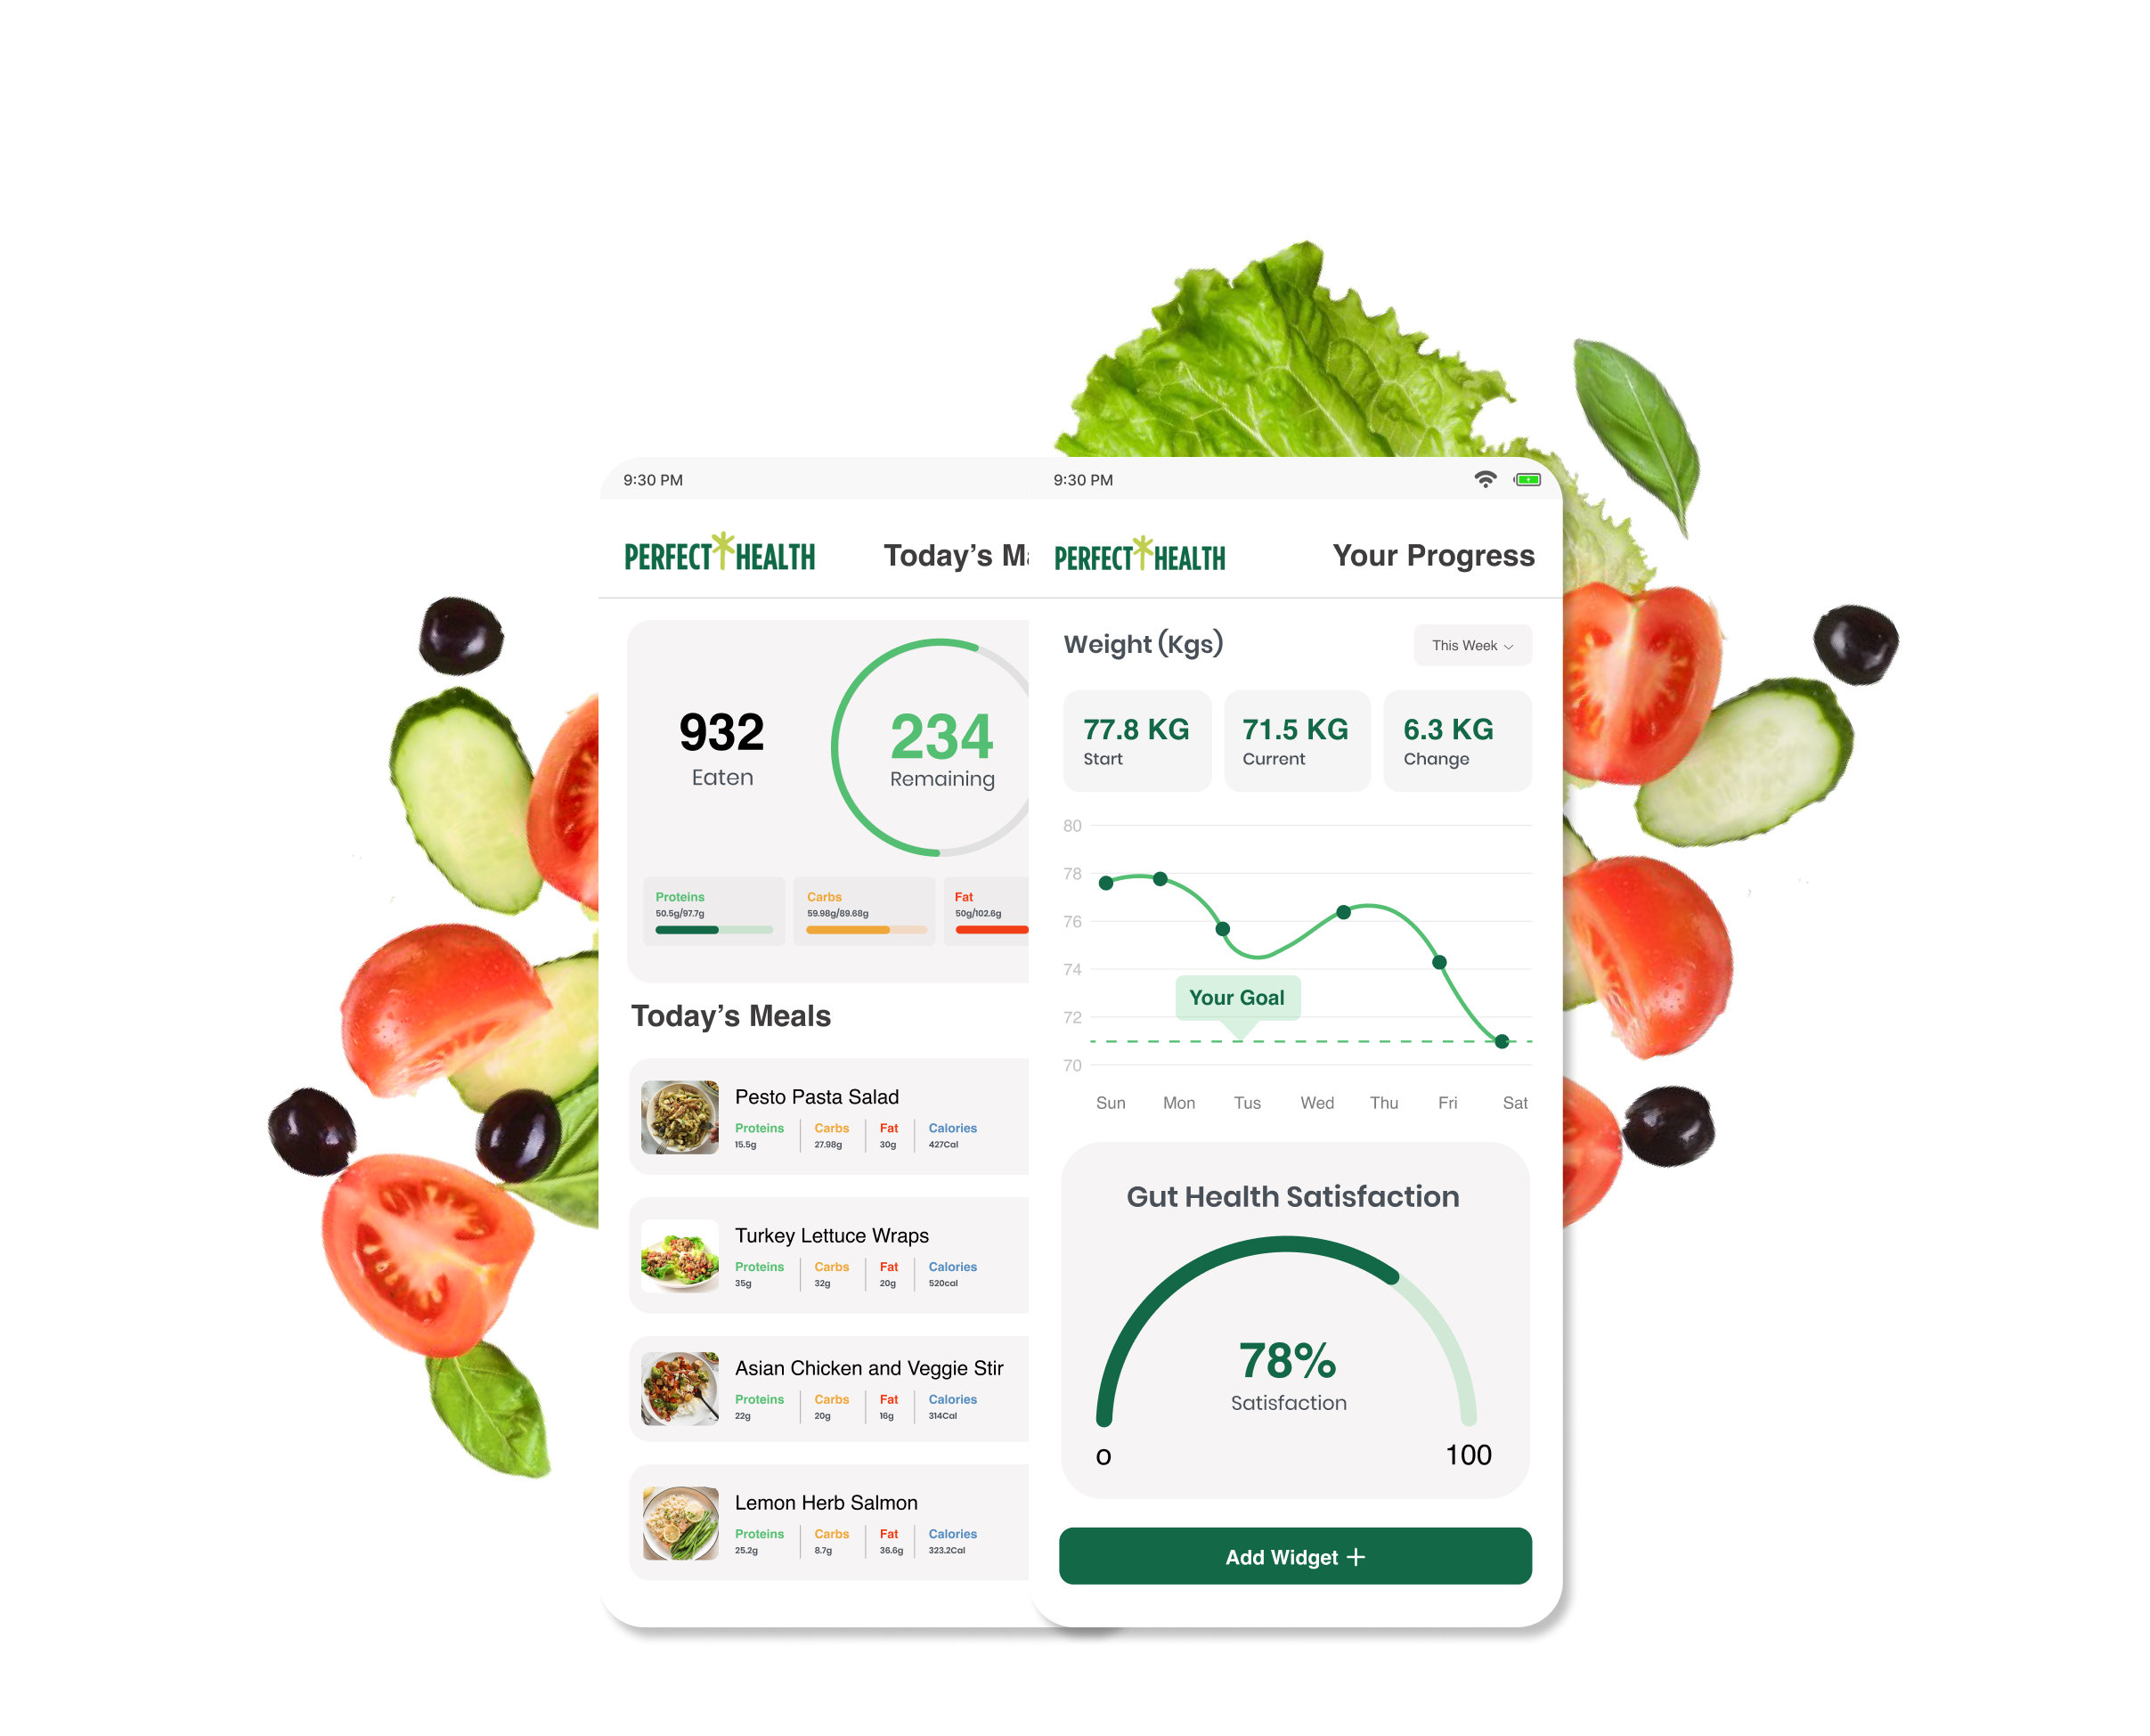 9:30 PM
PERFECT HEALTH
Today's Ma
932
Eaten
234
Remaining
Proteins
50.5g/97.7g
Carbs
59.98g/89.68g
Fat
50g/102.6g
Today's Meals
Pesto Pasta Salad
Proteins Carbs Fat Calories
15.5g 27.98g 30g 427Cal
Turkey Lettuce Wraps
Proteins Carbs Fat Calories
35g 32g 20g 520cal
Asian Chicken and Veggie Stir
Proteins Carbs Fat Calories
22g 20g 16g 314Cal
Lemon Herb Salmon
Proteins Carbs Fat Calories
25.2g 8.7g 36.6g 323.2Cal
9:30 PM
PERFECT HEALTH
Your Progress
Weight (Kgs)
This Week
77.8 KG
Start
71.5 KG
Current
6.3 KG
Change
80
78
76
74
Your Goal
72
70
Sun Mon Tus Wed Thu Fri Sat
Gut Health Satisfaction
78%
Satisfaction
0 100
Add Widget +